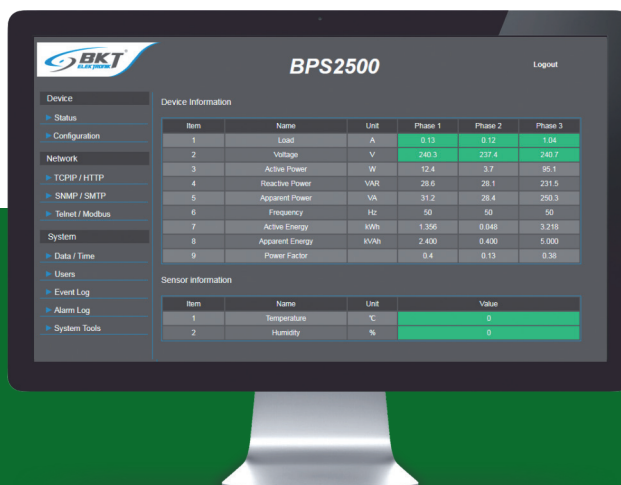 BKT
ELEKTRONIK
BPS2500
Logout
Device
Status
Configuration
Network
TCPIP / HTTP
SNMP / SMTP
Telnet / Modbus
System
Data / Time
Users
Event Log
Alarm Log
System Tools
Device Information
Item Name Unit Phase 1 Phase 2 Phase 3
1 Load A 0.13 0.12 1.04
2 Voltage V 240.3 237.4 240.7
3 Active Power W 12.4 3.7 95.1
4 Reactive Power VAR 28.6 28.1 231.5
5 Apparent Power VA 31.2 28.4 250.3
6 Frequency Hz 50 50 50
7 Active Energy kWh 1.356 0.048 3.218
8 Apparent Energy kVAh 2.400 0.400 5.000
9 Power Factor 0.4 0.13 0.38
Sensor information
Item Name Unit Value
1 Temperature ℃ 0
2 Humidity % 0